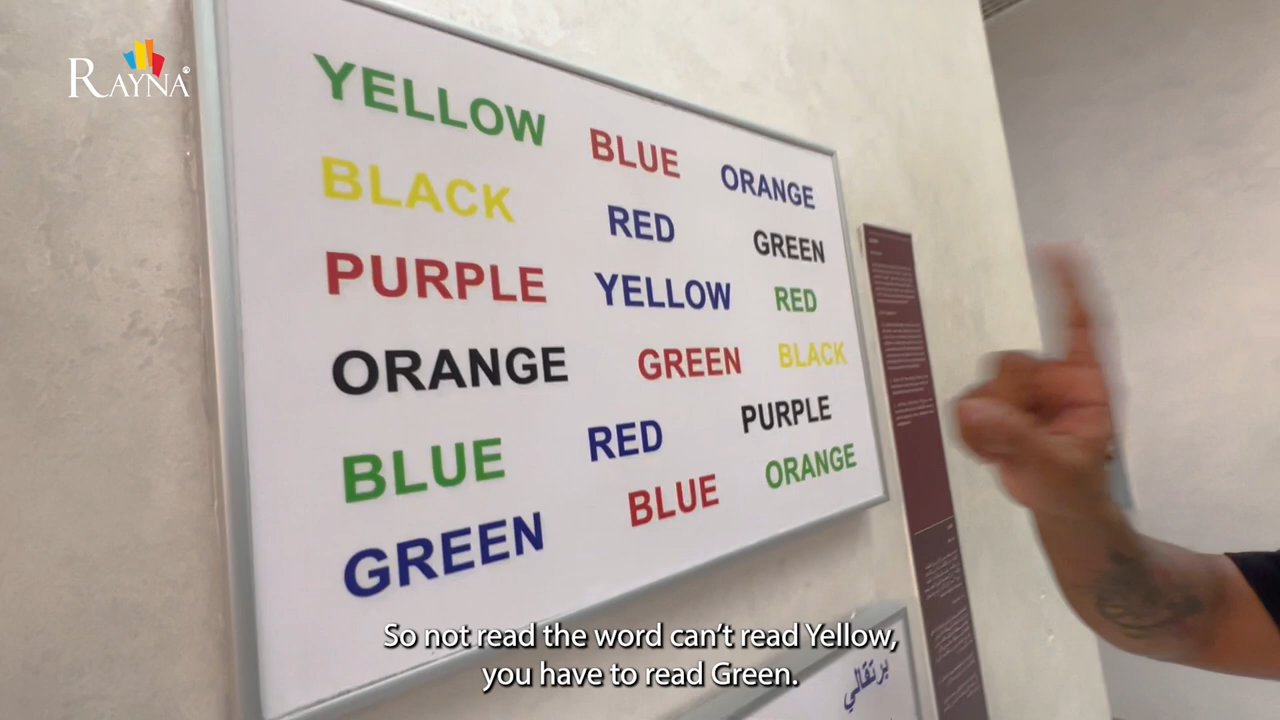 RAYNA
YELLOW BLUE ORANGE
BLACK RED GREEN
PURPLE YELLOW RED
ORANGE GREEN BLACK
BLUE RED PURPLE
GREEN BLUE ORANGE
برتقالي
So not read the word can't read Yellow,
you have to read Green.